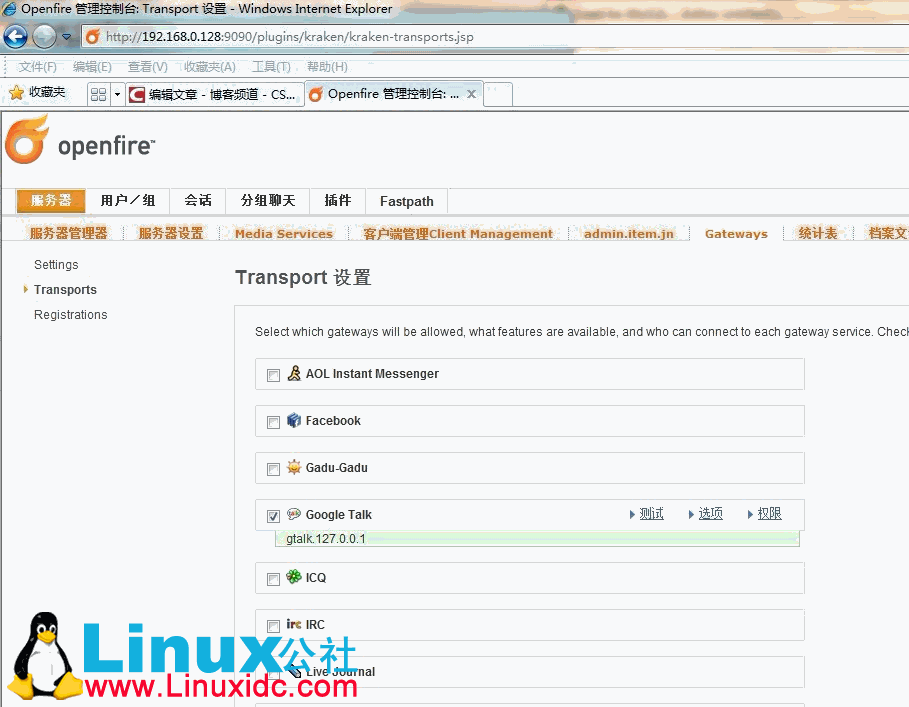 Openfire 管理控制台: Transport 设置 - Windows Internet Explorer
http://192.168.0.128:9090/plugins/kraken/kraken-transports.jsp
文件(F) 编辑(E) 查看(V) 收藏夹(A) 工具(T) 帮助(H)
收藏夹 编辑文章 - 博客频道 - CS... Openfire 管理控制台: ...
openfire™
服务器 用户／组 会话 分组聊天 插件 Fastpath
服务器管理器 服务器设置 Media Services 客户端管理Client Management admin.item.jn Gateways 统计表 档案文
Settings
Transports
Registrations
Transport 设置
Select which gateways will be allowed, what features are available, and who can connect to each gateway service. Check
AOL Instant Messenger
Facebook
Gadu-Gadu
Google Talk 测试 选项 权限
gtalk.127.0.0.1
ICQ
irc IRC
Live Journal
Linux公社
www.Linuxidc.com